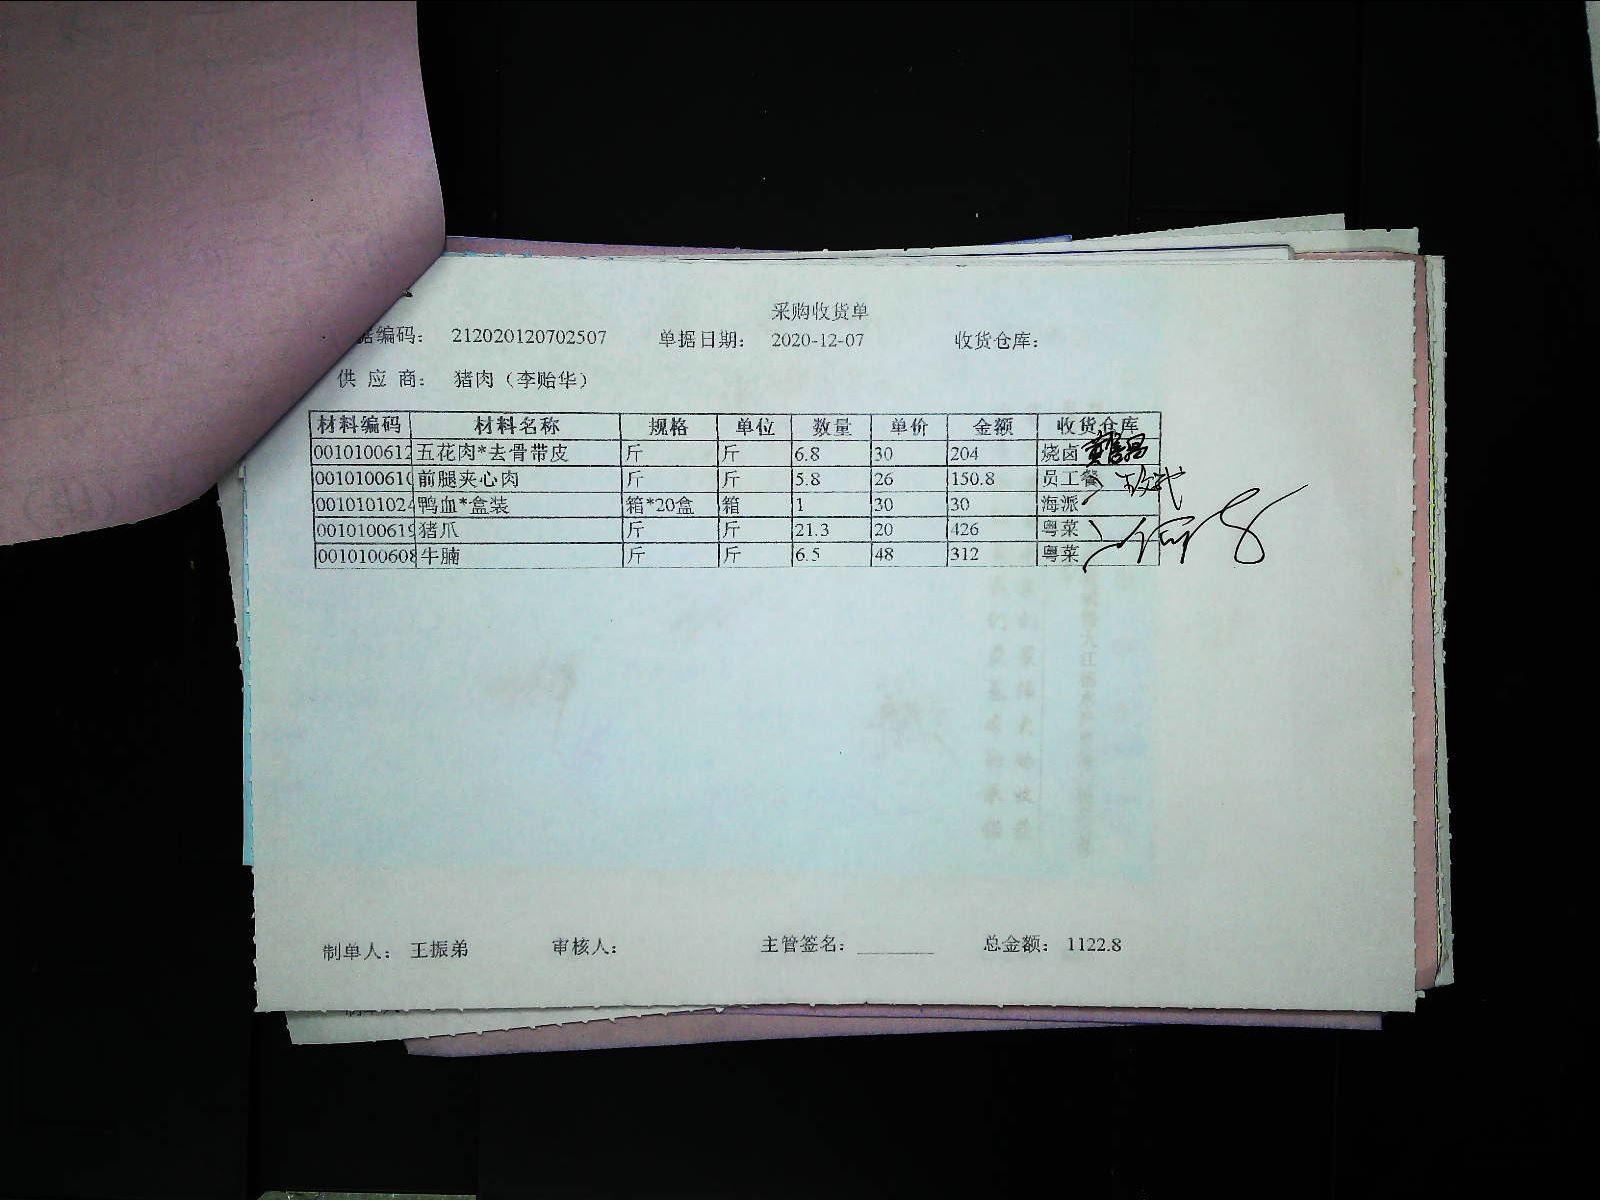 采购收货单
据编码： 212020120702507 单据日期： 2020-12-07 收货仓库：
供 应 商： 猪肉（李贻华）
材料编码 材料名称 规格 单位 数量 单价 金额 收货仓库
0010100612 五花肉*去骨带皮 斤 斤 6.8 30 204 烧卤
001010061 前腿夹心肉 斤 斤 5.8 26 150.8 员工餐
0010101024 鸭血*盒装 箱*20盒 箱 1 30 30 海派
0010100619 猪爪 斤 斤 21.3 20 426 粤菜
0010100608 牛腩 斤 斤 6.5 48 312 粤菜
制单人： 王振弟 审核人： 主管签名： 总金额： 1122.8